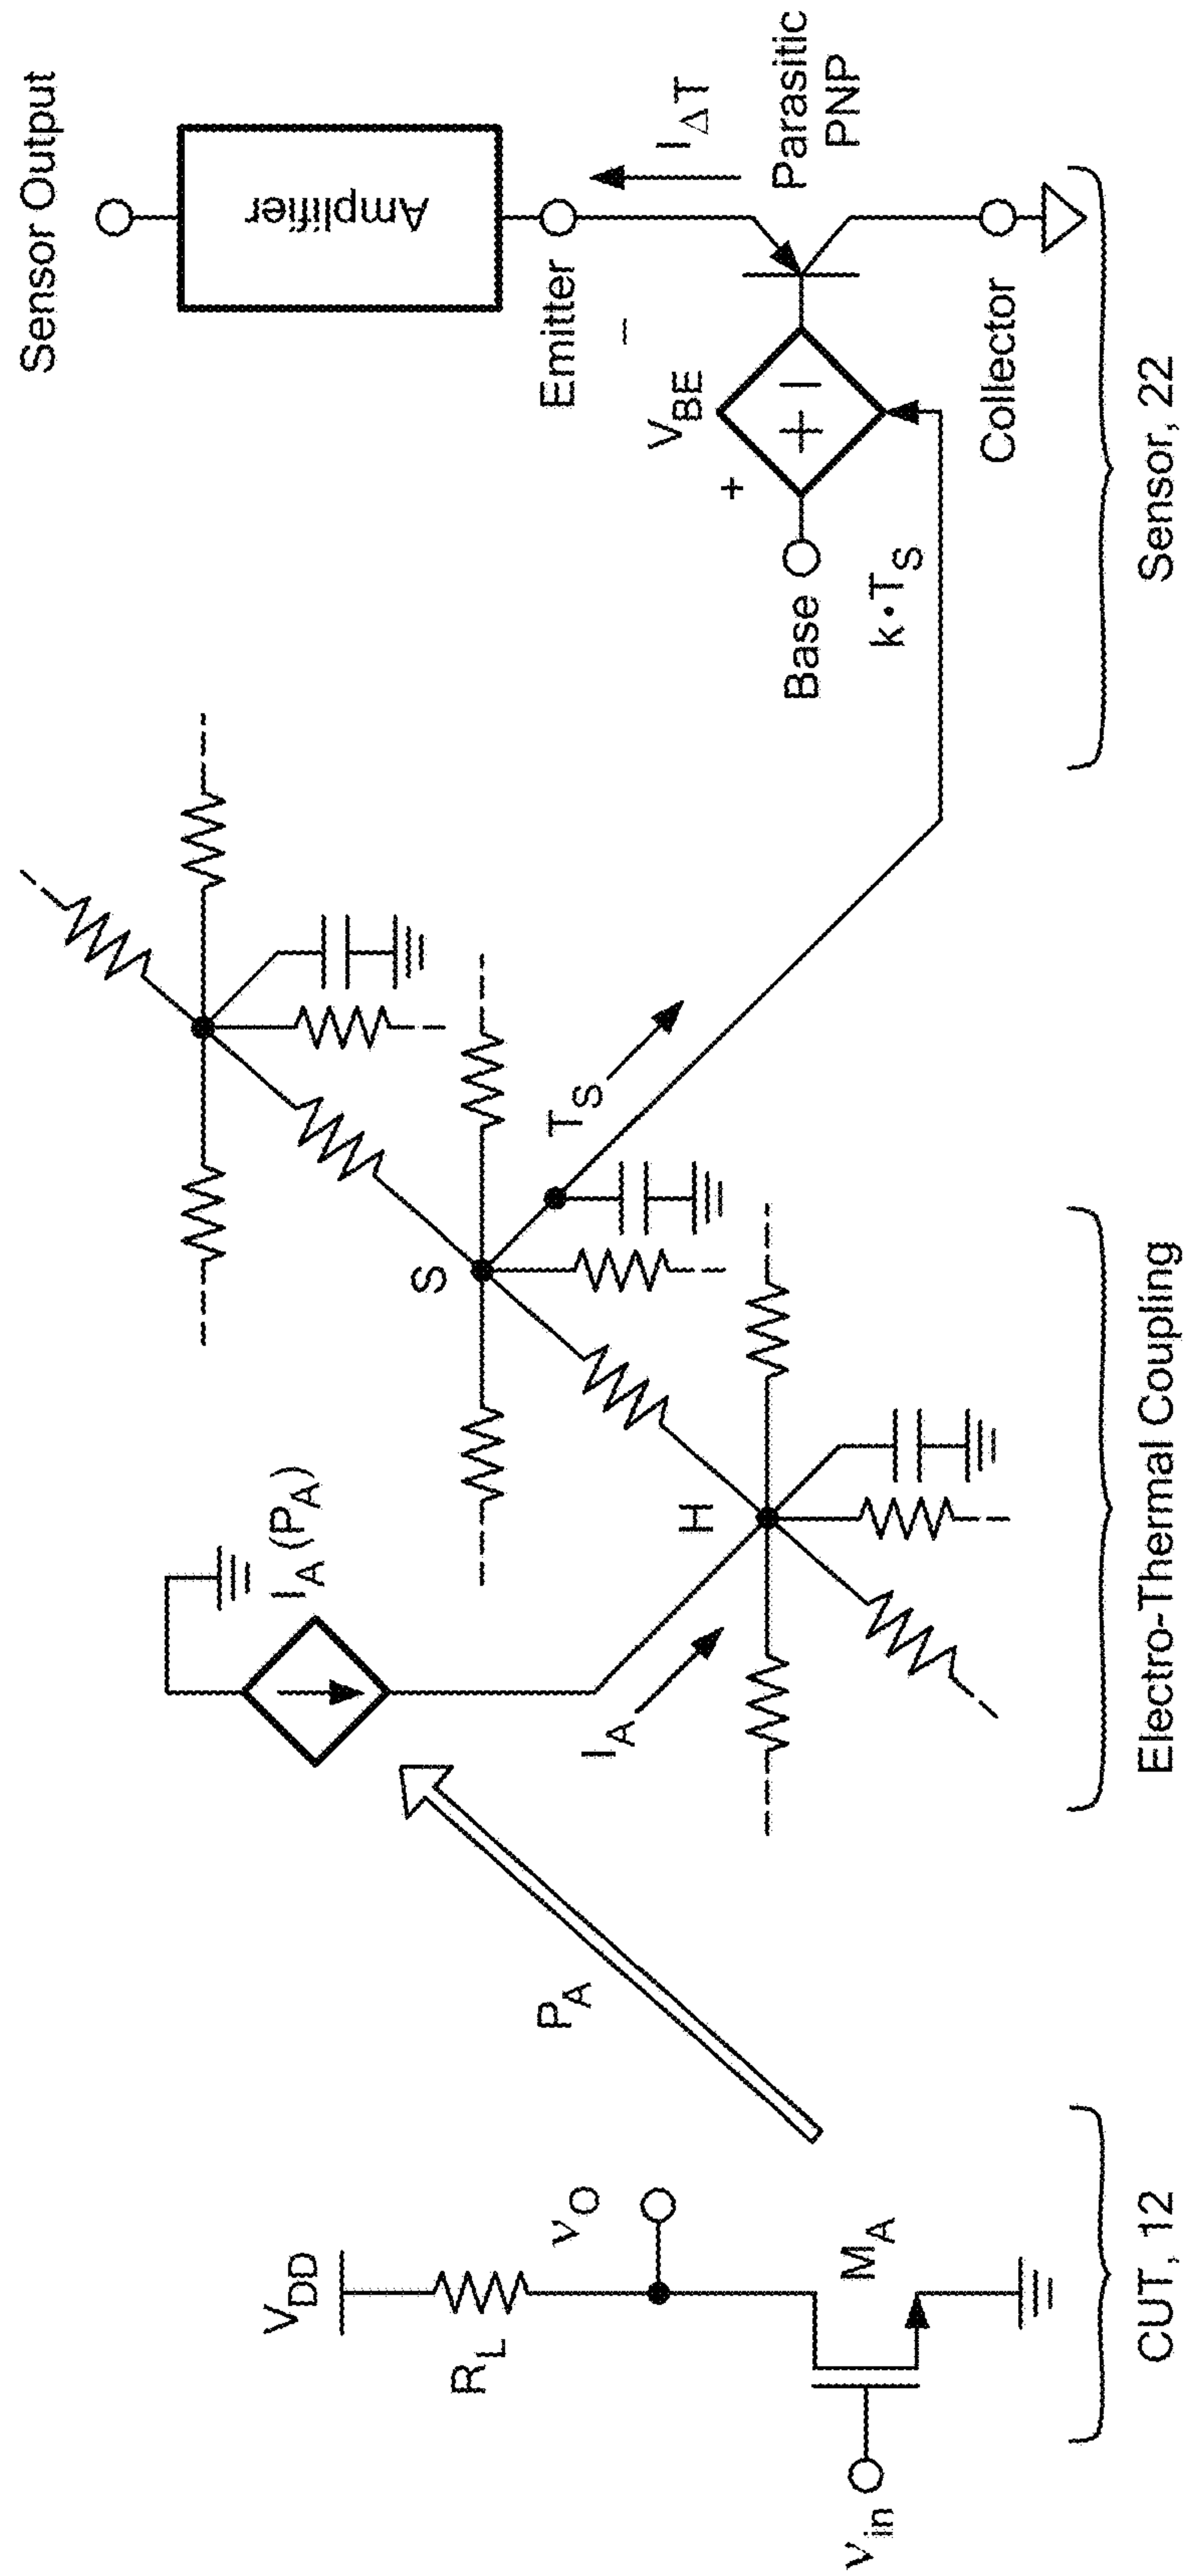 V_DD
R_L
v_O
M_A
v_in
CUT, 12
P_A
I_A (P_A)
I_A
H
S
T_S
Electro-Thermal Coupling
Sensor Output
Amplifier
Emitter
I_ΔT
Parasitic
PNP
V_BE
+
−
+ −
Base
k•T_S
Collector
Sensor, 22